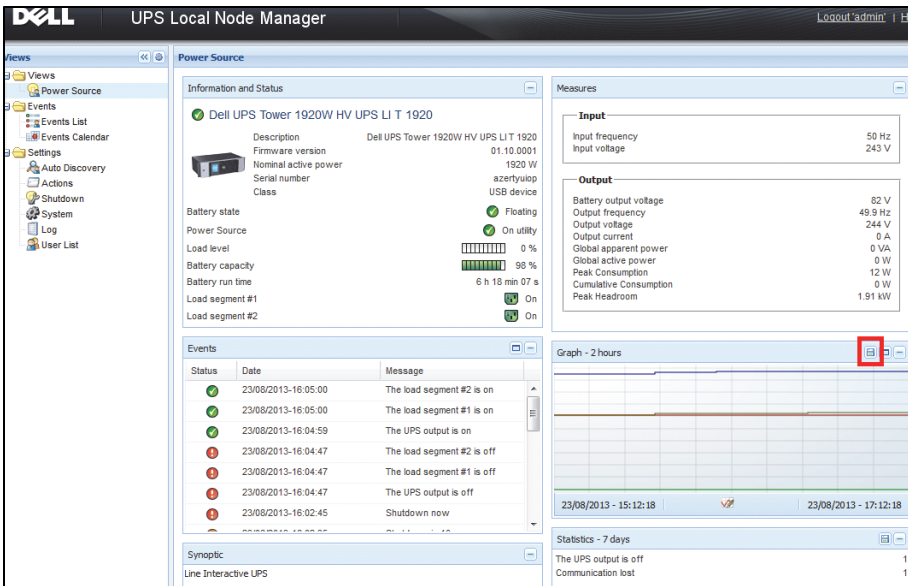 DELL
UPS Local Node Manager
Logout 'admin' | H
Views
Power Source
Views
Power Source
Events
Events List
Events Calendar
Settings
Auto Discovery
Actions
Shutdown
System
Log
User List
Information and Status
Dell UPS Tower 1920W HV UPS LI T 1920
Description Dell UPS Tower 1920W HV UPS LI T 1920
Firmware version 01.10.0001
Nominal active power 1920 W
Serial number azertyuiop
Class USB device
Battery state Floating
Power Source On utility
Load level 0 %
Battery capacity 98 %
Battery run time 6 h 18 min 07 s
Load segment #1 On
Load segment #2 On
Measures
Input
Input frequency 50 Hz
Input voltage 243 V
Output
Battery output voltage 82 V
Output frequency 49.9 Hz
Output voltage 244 V
Output current 0 A
Global apparent power 0 VA
Global active power 0 W
Peak Consumption 12 W
Cumulative Consumption 0 W
Peak Headroom 1.91 kW
Events
Status Date Message
23/08/2013-16:05:00 The load segment #2 is on
23/08/2013-16:05:00 The load segment #1 is on
23/08/2013-16:04:59 The UPS output is on
23/08/2013-16:04:47 The load segment #2 is off
23/08/2013-16:04:47 The load segment #1 is off
23/08/2013-16:04:47 The UPS output is off
23/08/2013-16:02:45 Shutdown now
Graph - 2 hours
23/08/2013 - 15:12:18 23/08/2013 - 17:12:18
Synoptic
Line Interactive UPS
Statistics - 7 days
The UPS output is off 1
Communication lost 1